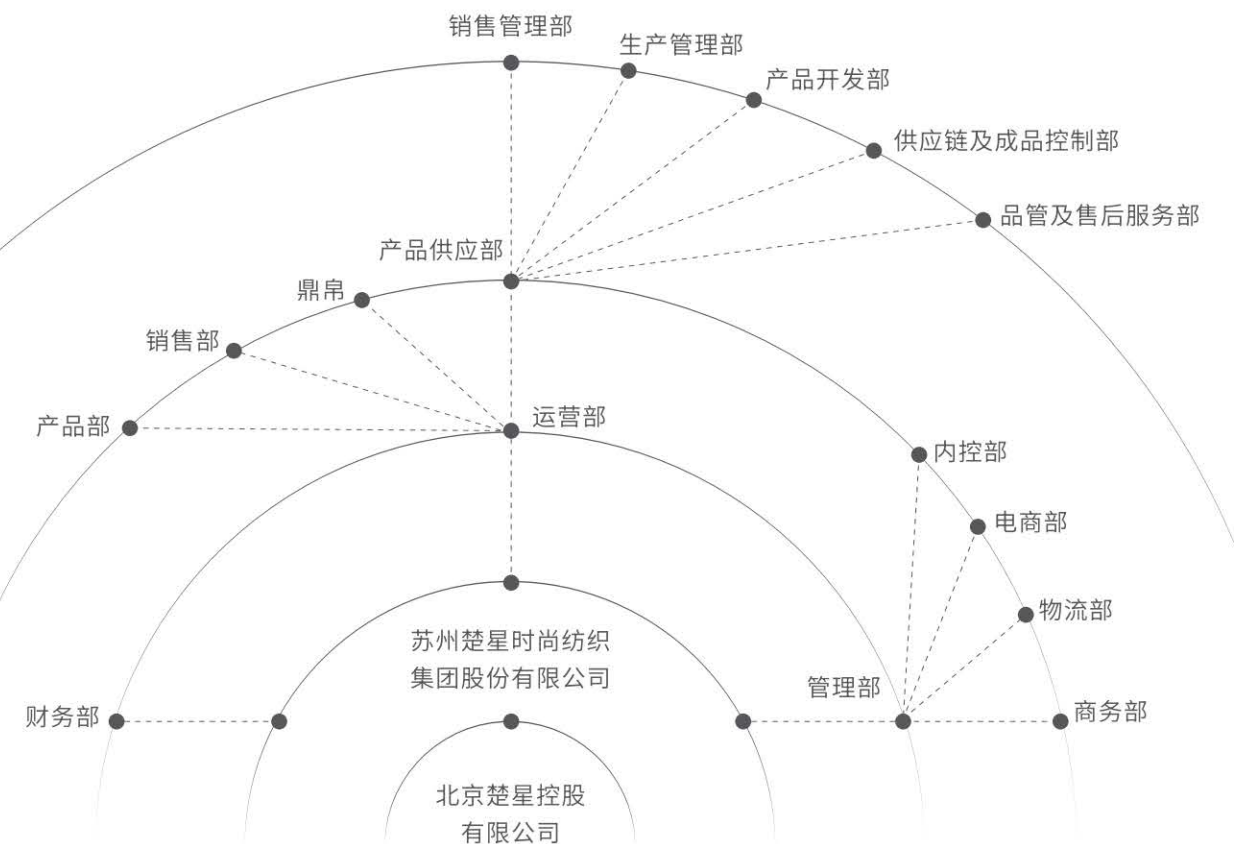 销售管理部
生产管理部
产品开发部
供应链及成品控制部
品管及售后服务部
产品供应部
鼎帛
销售部
产品部
运营部
内控部
电商部
物流部
苏州楚星时尚纺织
集团股份有限公司
管理部
财务部
商务部
北京楚星控股
有限公司